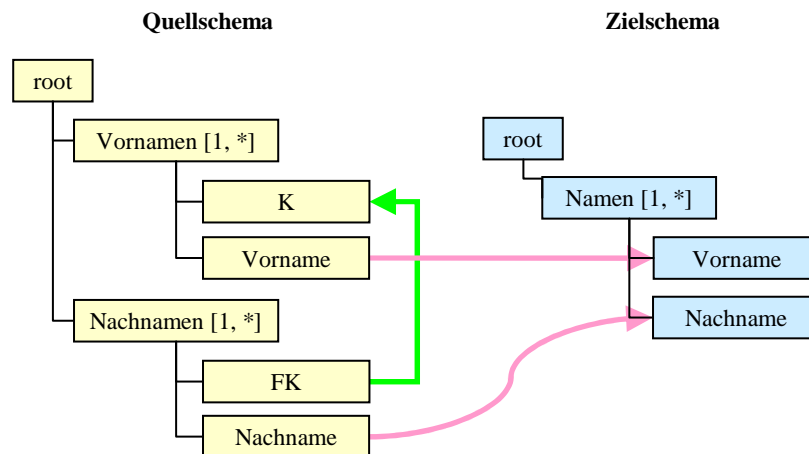 Quellschema
Zielschema
root
Vornamen [1, *]
K
Vorname
Nachnamen [1, *]
FK
Nachname
root
Namen [1, *]
Vorname
Nachname